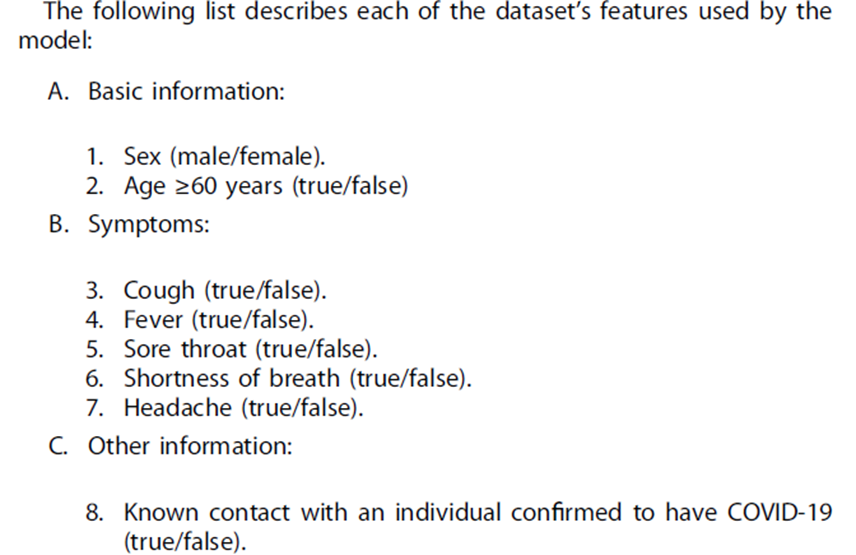 The following list describes each of the dataset’s features used by the
model:
A. Basic information:
1. Sex (male/female).
2. Age ≥60 years (true/false)
B. Symptoms:
3. Cough (true/false).
4. Fever (true/false).
5. Sore throat (true/false).
6. Shortness of breath (true/false).
7. Headache (true/false).
C. Other information:
8. Known contact with an individual confirmed to have COVID-19
(true/false).